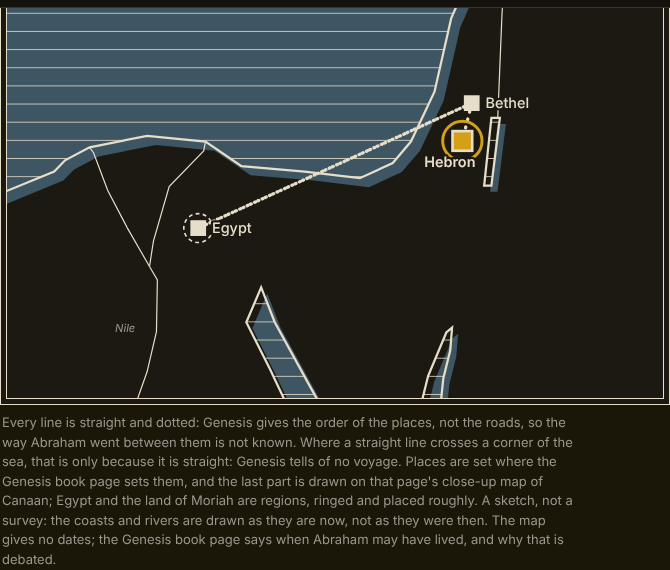 Bethel
Hebron
Egypt
Nile
Every line is straight and dotted: Genesis gives the order of the places, not the roads, so the
way Abraham went between them is not known. Where a straight line crosses a corner of the
sea, that is only because it is straight: Genesis tells of no voyage. Places are set where the
Genesis book page sets them, and the last part is drawn on that page's close-up map of
Canaan; Egypt and the land of Moriah are regions, ringed and placed roughly. A sketch, not a
survey: the coasts and rivers are drawn as they are now, not as they were then. The map
gives no dates; the Genesis book page says when Abraham may have lived, and why that is
debated.